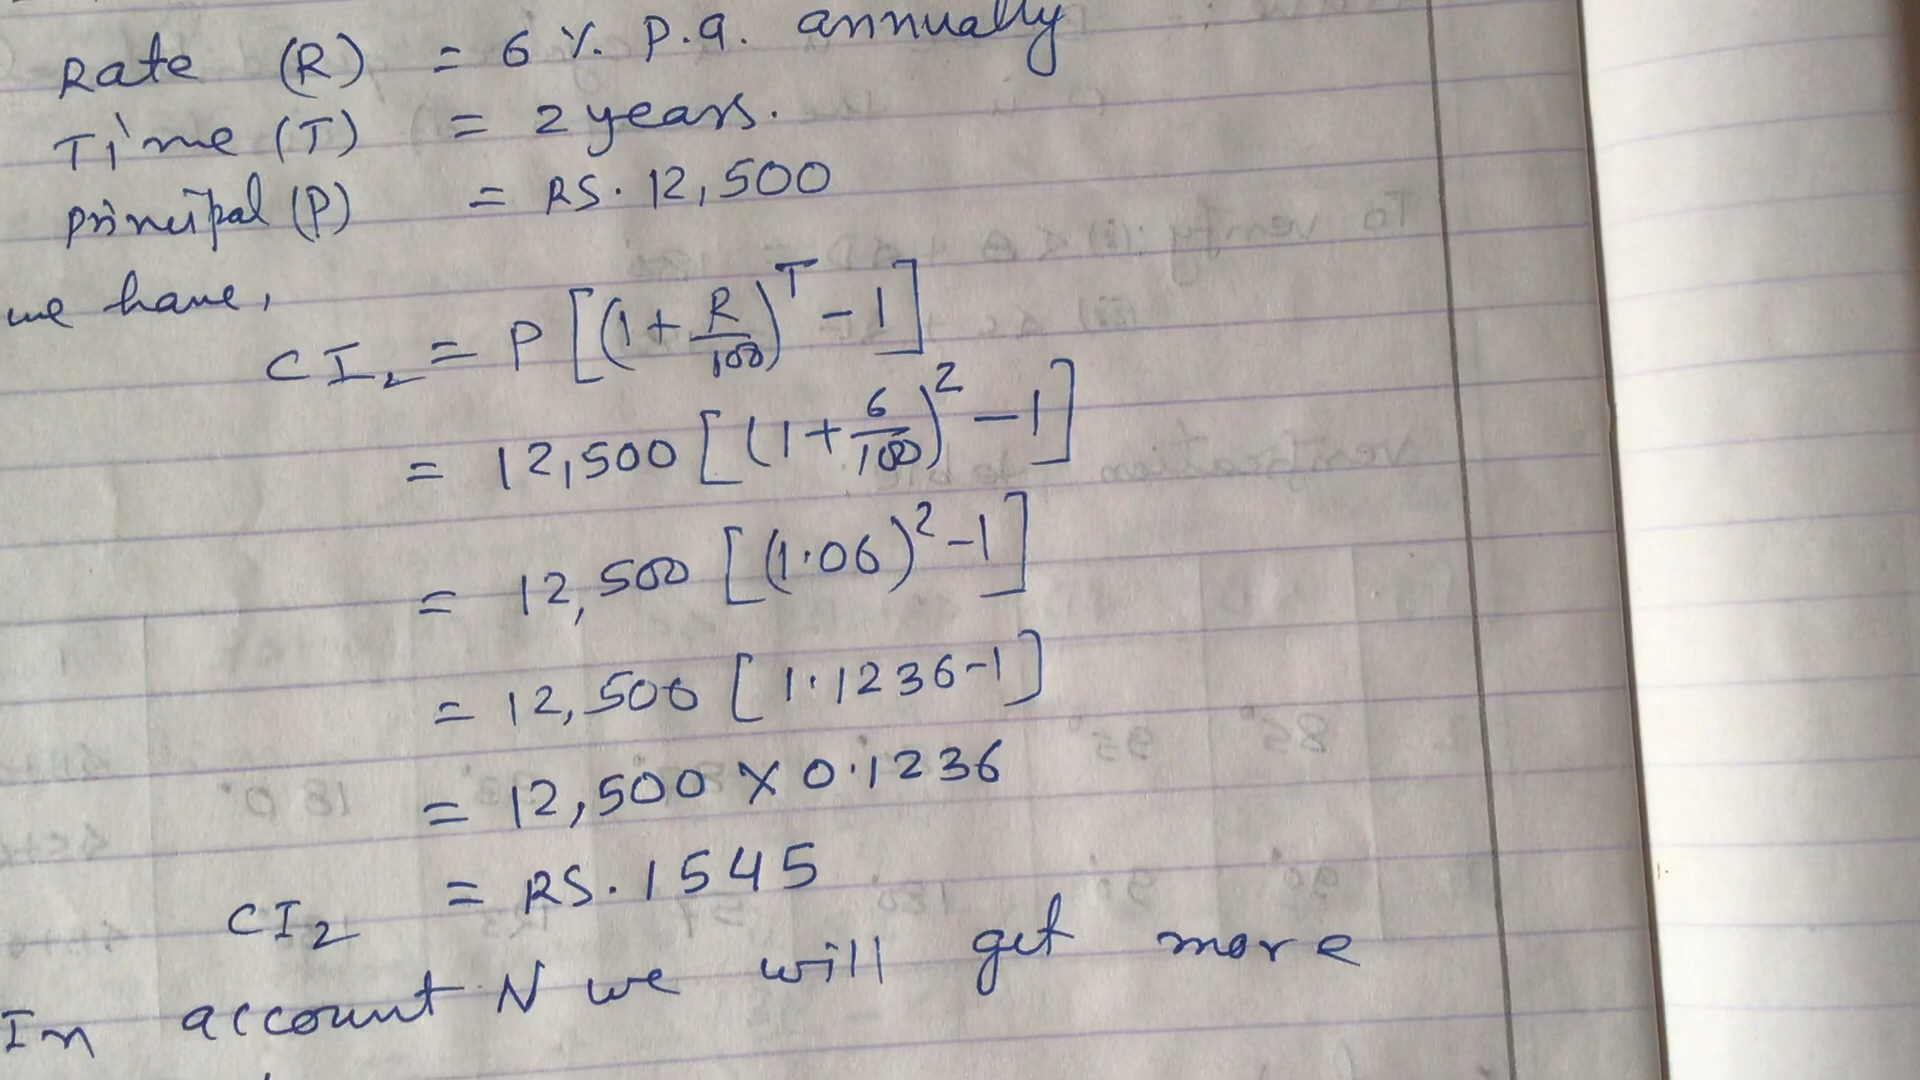 Rate (R) = 6 %. P.a. annually
Time (T) = 2 years.
principal (P) = RS. 12,500
we have,
CI₂ = P [(1 + R/100)^T - 1]
= 12,500 [(1 + 6/100)² - 1]
= 12,500 [(1.06)² - 1]
= 12,500 [1.1236 - 1]
= 12,500 × 0.1236
CI₂ = RS. 1545
In account N we will get more